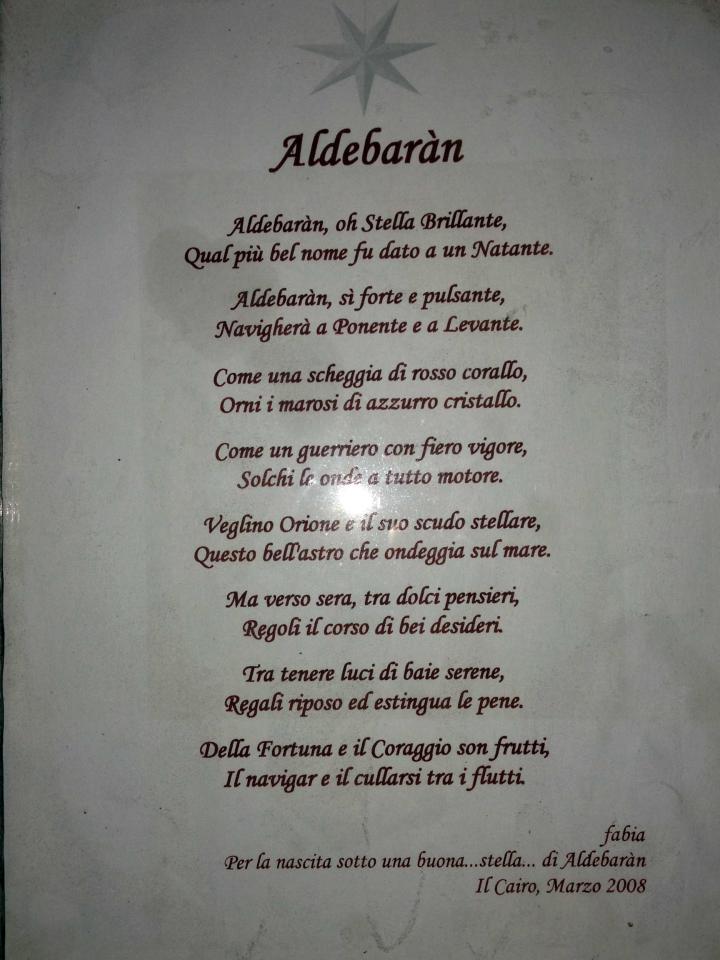 Aldebaràn
Aldebaràn, oh Stella Brillante,
Qual più bel nome fu dato a un Natante.
Aldebaràn, sì forte e pulsante,
Navigherà a Ponente e a Levante.
Come una scheggia di rosso corallo,
Orni i marosi di azzurro cristallo.
Come un guerriero con fiero vigore,
Solchi le onde a tutto motore.
Veglino Orione e il suo scudo stellare,
Questo bell'astro che ondeggia sul mare.
Ma verso sera, tra dolci pensieri,
Regoli il corso di bei desideri.
Tra tenere luci di baie serene,
Regali riposo ed estingua le pene.
Della Fortuna e il Coraggio son frutti,
Il navigar e il cullarsi tra i flutti.
fabia
Per la nascita sotto una buona...stella... di Aldebaràn
Il Cairo, Marzo 2008